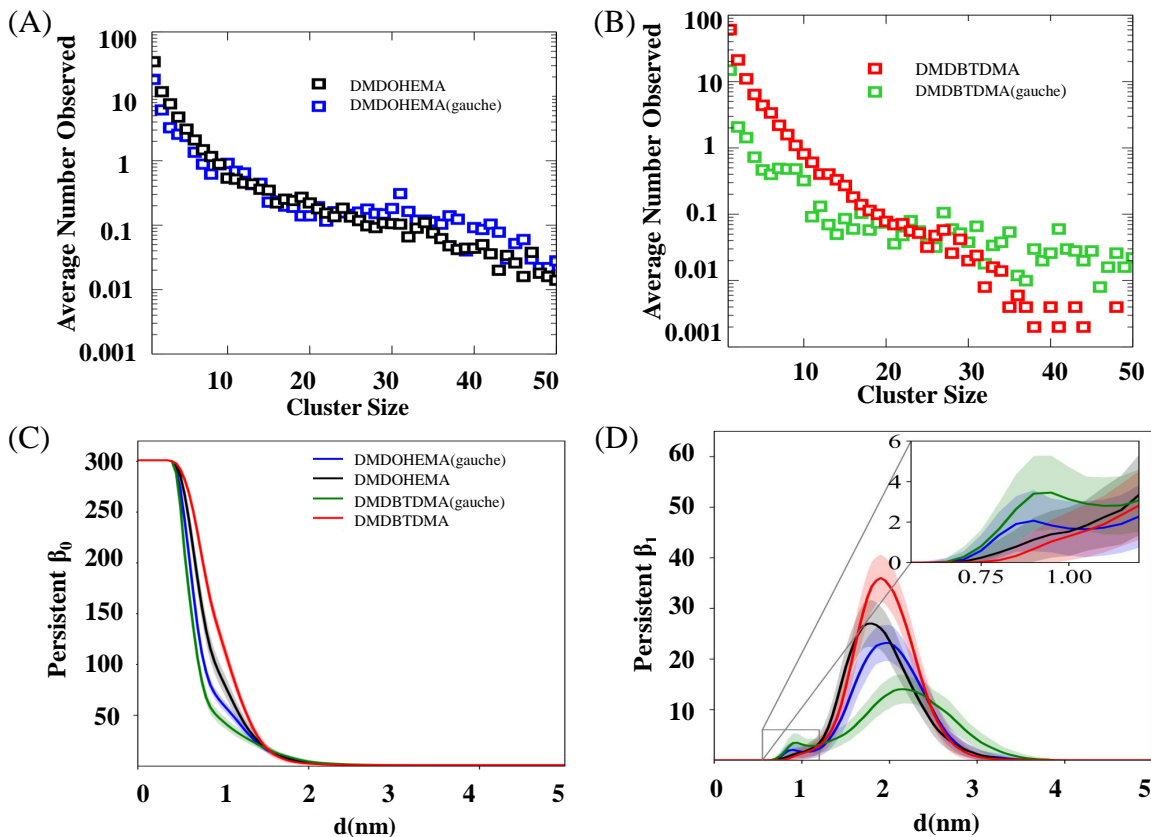 (A)
Average Number Observed
100
10
1
0.1
0.01
0.001
DMDOHEMA
DMDOHEMA(gauche)
10
20
30
40
50
Cluster Size
(B)
Average Number Observed
100
10
1
0.1
0.01
0.001
DMDBTDMA
DMDBTDMA(gauche)
10
20
30
40
50
Cluster Size
(C)
Persistent β0
300
250
200
150
100
50
DMDOHEMA(gauche)
DMDOHEMA
DMDBTDMA(gauche)
DMDBTDMA
0
1
2
3
4
5
d(nm)
(D)
Persistent β1
60
50
40
30
20
10
6
4
2
0
0.75
1.00
0
1
2
3
4
5
d(nm)